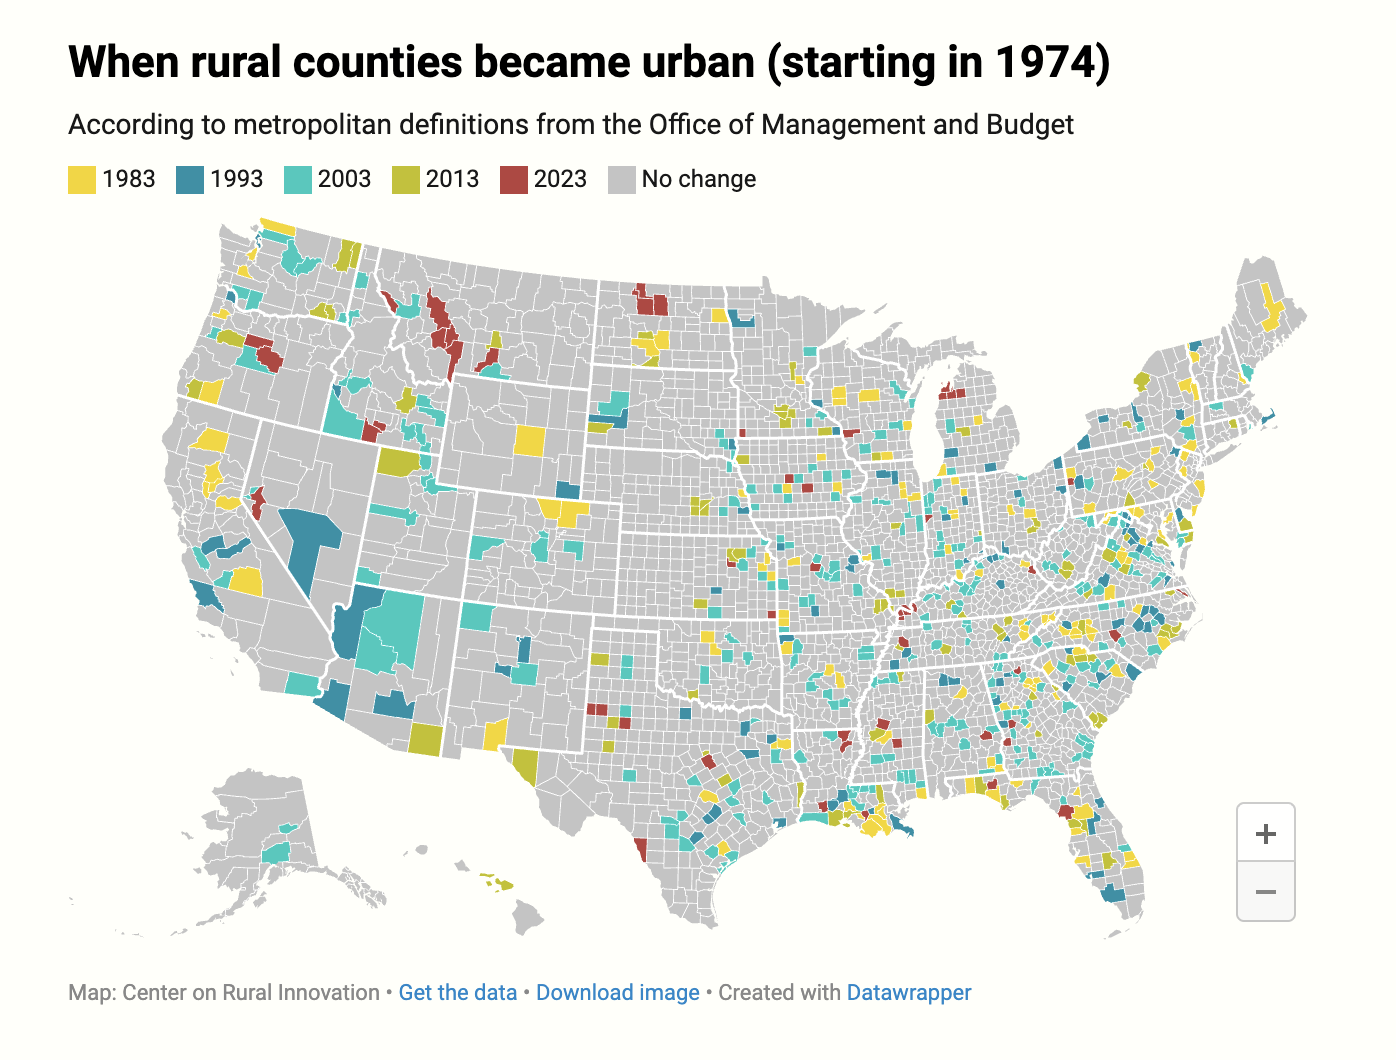 When rural counties became urban (starting in 1974)
According to metropolitan definitions from the Office of Management and Budget
1983 1993 2003 2013 2023 No change
+
−
Map: Center on Rural Innovation • Get the data • Download image • Created with Datawrapper